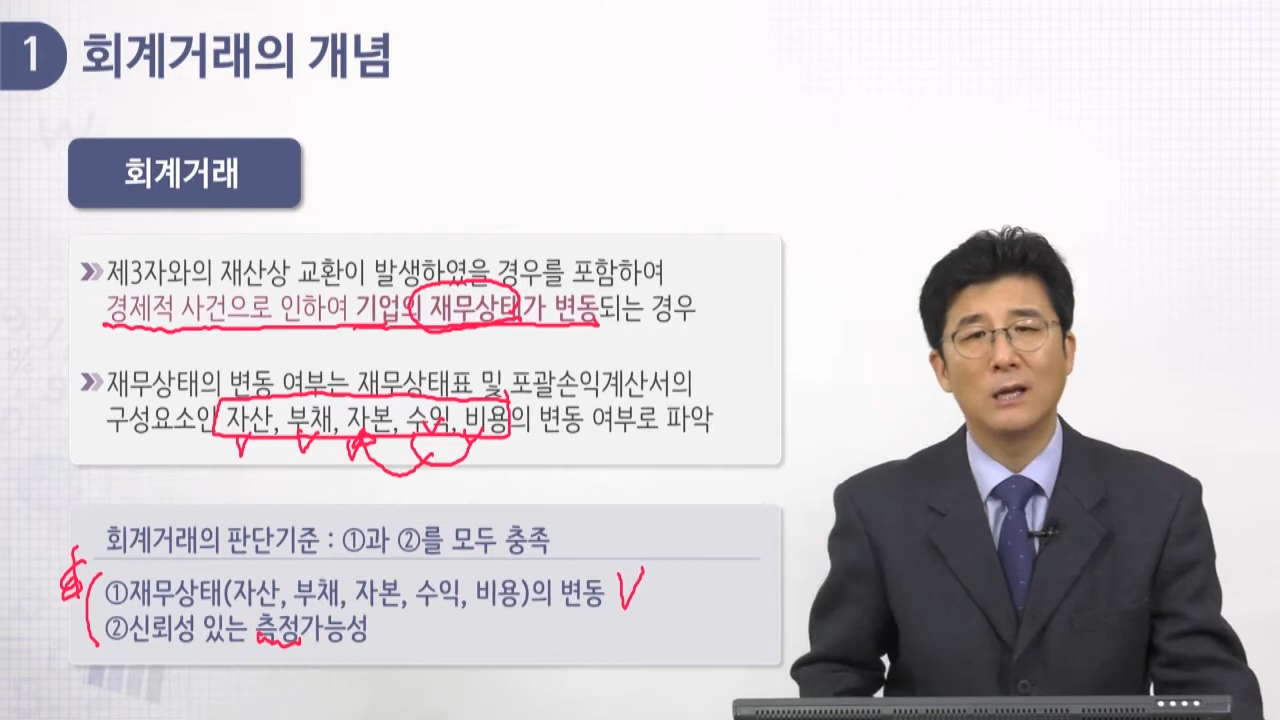 1 회계거래의 개념
회계거래
제3자와의 재산상 교환이 발생하였을 경우를 포함하여
경제적 사건으로 인하여 기업의 재무상태가 변동되는 경우
재무상태의 변동 여부는 재무상태표 및 포괄손익계산서의
구성요소인 자산, 부채, 자본, 수익, 비용의 변동 여부로 파악
회계거래의 판단기준 : ①과 ②를 모두 충족
①재무상태(자산, 부채, 자본, 수익, 비용)의 변동
②신뢰성 있는 측정가능성